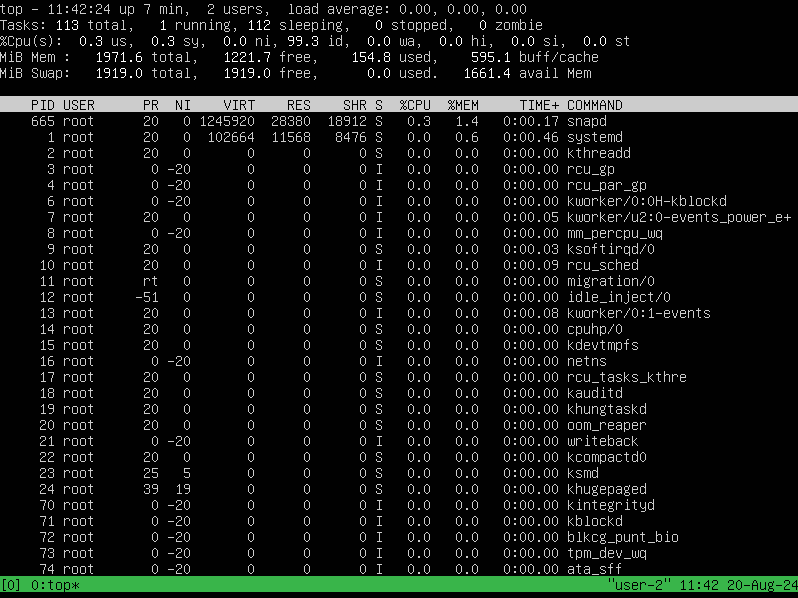 top - 11:42:24 up 7 min,  2 users,  load average: 0.00, 0.00, 0.00
Tasks: 113 total,   1 running, 112 sleeping,   0 stopped,   0 zombie
%Cpu(s):  0.3 us,  0.3 sy,  0.0 ni, 99.3 id,  0.0 wa,  0.0 hi,  0.0 si,  0.0 st
MiB Mem :   1971.6 total,   1221.7 free,    154.8 used,    595.1 buff/cache
MiB Swap:   1919.0 total,   1919.0 free,      0.0 used.   1661.4 avail Mem
PID USER      PR  NI    VIRT    RES    SHR S  %CPU  %MEM     TIME+ COMMAND
665 root      20   0 1245920  28380  18912 S   0.3   1.4   0:00.17 snapd
1 root      20   0  102664  11568   8476 S   0.0   0.6   0:00.46 systemd
2 root      20   0       0      0      0 S   0.0   0.0   0:00.00 kthreadd
3 root       0 -20       0      0      0 I   0.0   0.0   0:00.00 rcu_gp
4 root       0 -20       0      0      0 I   0.0   0.0   0:00.00 rcu_par_gp
6 root       0 -20       0      0      0 I   0.0   0.0   0:00.00 kworker/0:0H-kblockd
7 root      20   0       0      0      0 I   0.0   0.0   0:00.05 kworker/u2:0-events_power_e+
8 root       0 -20       0      0      0 I   0.0   0.0   0:00.00 mm_percpu_wq
9 root      20   0       0      0      0 S   0.0   0.0   0:00.03 ksoftirqd/0
10 root      20   0       0      0      0 I   0.0   0.0   0:00.09 rcu_sched
11 root      rt   0       0      0      0 S   0.0   0.0   0:00.00 migration/0
12 root     -51   0       0      0      0 S   0.0   0.0   0:00.00 idle_inject/0
13 root      20   0       0      0      0 I   0.0   0.0   0:00.08 kworker/0:1-events
14 root      20   0       0      0      0 S   0.0   0.0   0:00.00 cpuhp/0
15 root      20   0       0      0      0 S   0.0   0.0   0:00.00 kdevtmpfs
16 root       0 -20       0      0      0 I   0.0   0.0   0:00.00 netns
17 root      20   0       0      0      0 S   0.0   0.0   0:00.00 rcu_tasks_kthre
18 root      20   0       0      0      0 S   0.0   0.0   0:00.00 kauditd
19 root      20   0       0      0      0 S   0.0   0.0   0:00.00 khungtaskd
20 root      20   0       0      0      0 S   0.0   0.0   0:00.00 oom_reaper
21 root       0 -20       0      0      0 I   0.0   0.0   0:00.00 writeback
22 root      20   0       0      0      0 S   0.0   0.0   0:00.00 kcompactd0
23 root      25   5       0      0      0 S   0.0   0.0   0:00.00 ksmd
24 root      39  19       0      0      0 S   0.0   0.0   0:00.00 khugepaged
70 root       0 -20       0      0      0 I   0.0   0.0   0:00.00 kintegrityd
71 root       0 -20       0      0      0 I   0.0   0.0   0:00.00 kblockd
72 root       0 -20       0      0      0 I   0.0   0.0   0:00.00 blkcg_punt_bio
73 root       0 -20       0      0      0 I   0.0   0.0   0:00.00 tpm_dev_wq
74 root       0 -20       0      0      0 I   0.0   0.0   0:00.00 ata_sff
[0] 0:top*                                              "user-2" 11:42 20-Aug-24